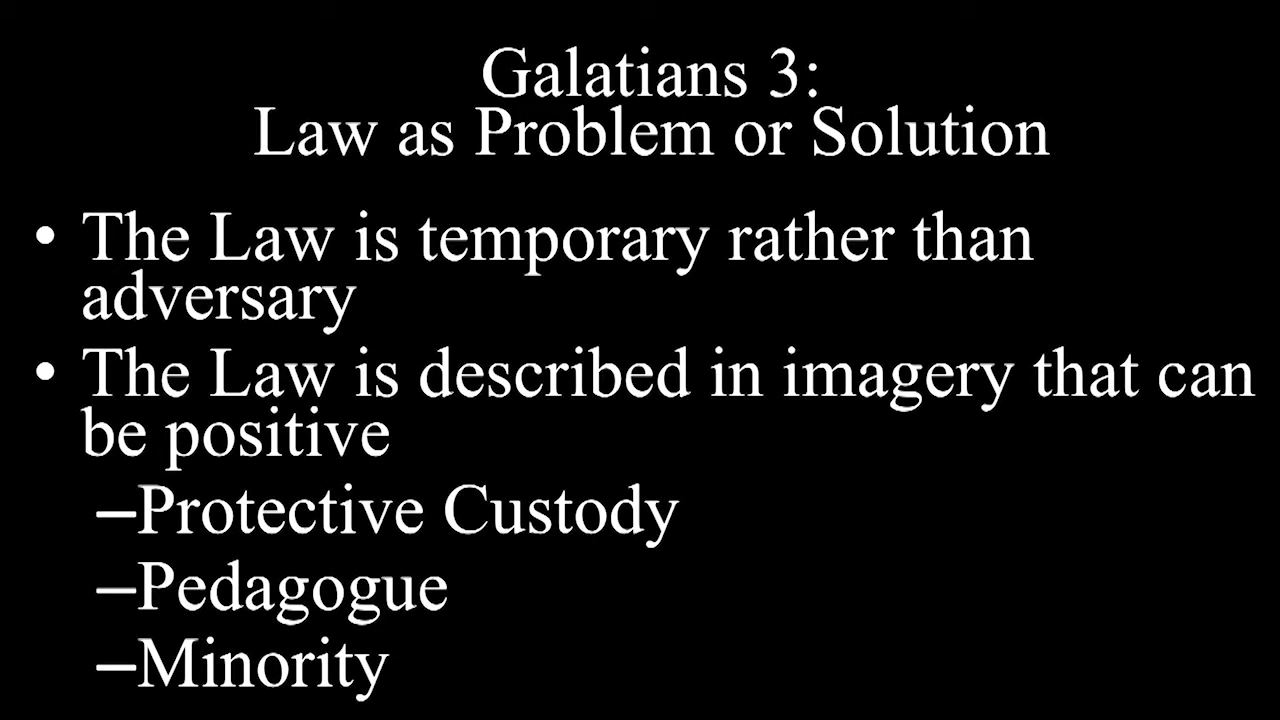 Galatians 3:
Law as Problem or Solution
• The Law is temporary rather than
adversary
• The Law is described in imagery that can
be positive
–Protective Custody
–Pedagogue
–Minority